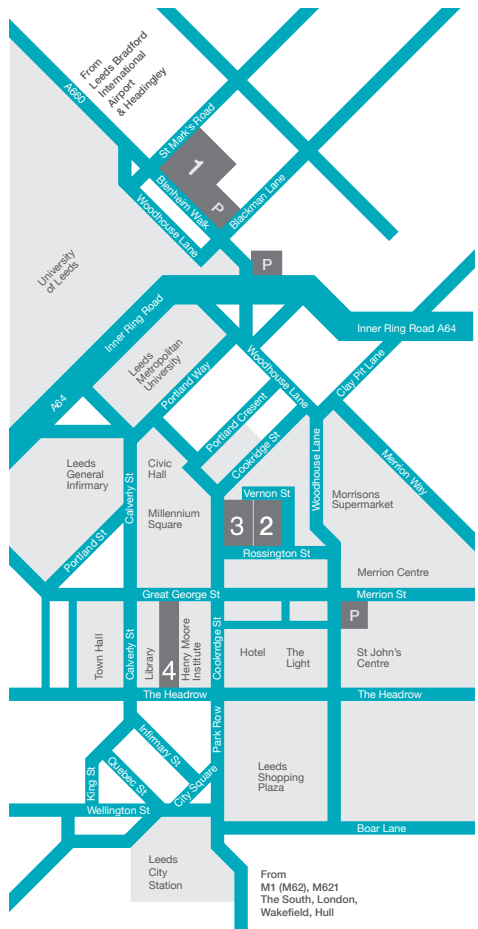 From
Leeds Bradford
International
Airport
& Headingley
A660
St Mark's Road
1
P
Blenheim Walk
Blackman Lane
Woodhouse Lane
University
of Leeds
P
Inner Ring Road
Inner Ring Road A64
Leeds
Metropolitan
University
Portland Way
Woodhouse Lane
Clay Pit Lane
A64
Portland Cresent
Cookridge St
Woodhouse Lane
Merrion Way
Leeds
General
Infirmary
Calverly St
Civic
Hall
Millennium
Square
Vernon St
3
2
Rossington St
Morrisons
Supermarket
Portland St
Merrion Centre
Great George St
Merrion St
P
Town Hall
Calverly St
Library
4
Henry Moore
Institute
Cookrrdge St
Hotel
The
Light
St John's
Centre
The Headrow
The Headrow
Infirmary St
Park Row
King St
Quebec St
City Square
Leeds
Shopping
Plaza
Wellington St
Boar Lane
Leeds
City
Station
From
M1 (M62), M621
The South, London,
Wakefield, Hull